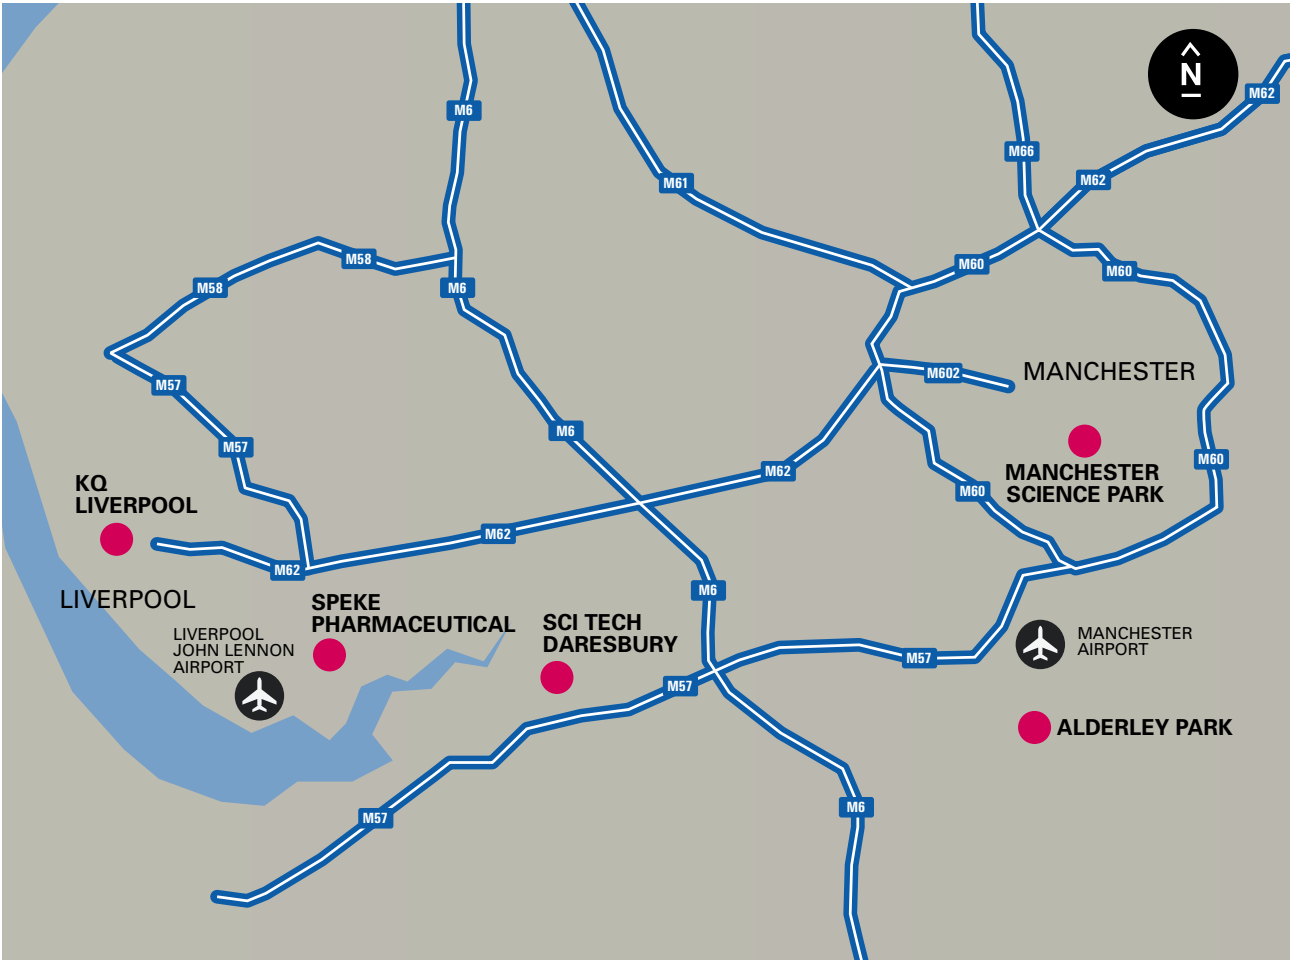 N
M62
M6
M66
M62
M61
M58
M60
M60
M58
M6
M602
MANCHESTER
M57
M6
M57
M60
M62
MANCHESTER
SCIENCE PARK
M60
KQ
LIVERPOOL
M62
M62
M6
LIVERPOOL
SPEKE
PHARMACEUTICAL
SCI TECH
DARESBURY
LIVERPOOL
JOHN LENNON
AIRPORT
MANCHESTER
AIRPORT
M57
M57
ALDERLEY PARK
M6
M57